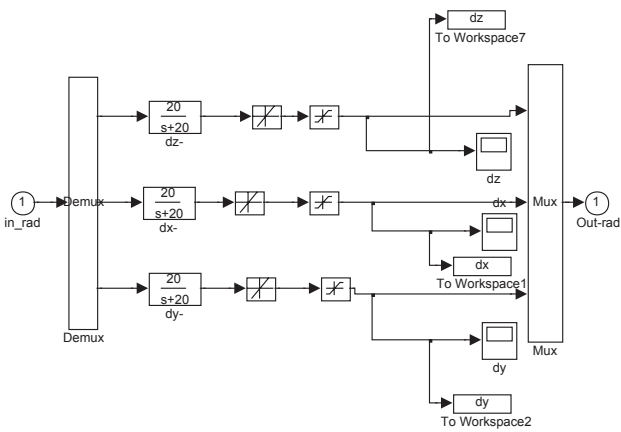 dz
To Workspace7
20
s+20
dz-
dz
1
in_rad
Demux
20
s+20
dx-
dx
Mux
1
Out-rad
dx
To Workspace1
20
s+20
dy-
Demux
dy
Mux
dy
To Workspace2